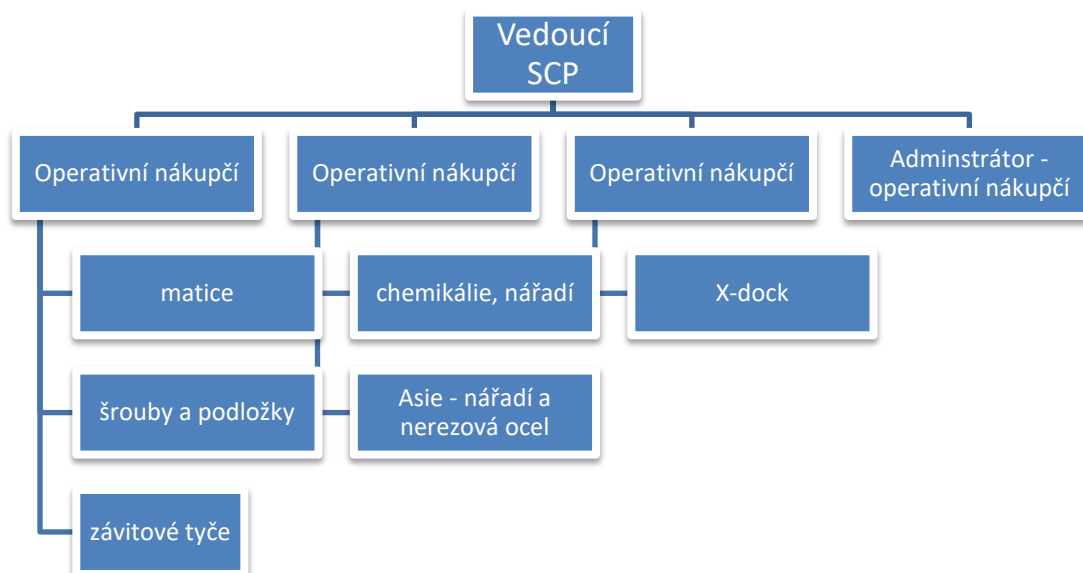 Vedoucí
SCP
Operativní nákupčí
Operativní nákupčí
Operativní nákupčí
Adminstrátor -
operativní nákupčí
matice
chemikálie, nářadí
X-dock
šrouby a podložky
Asie - nářadí a
nerezová ocel
závitové tyče